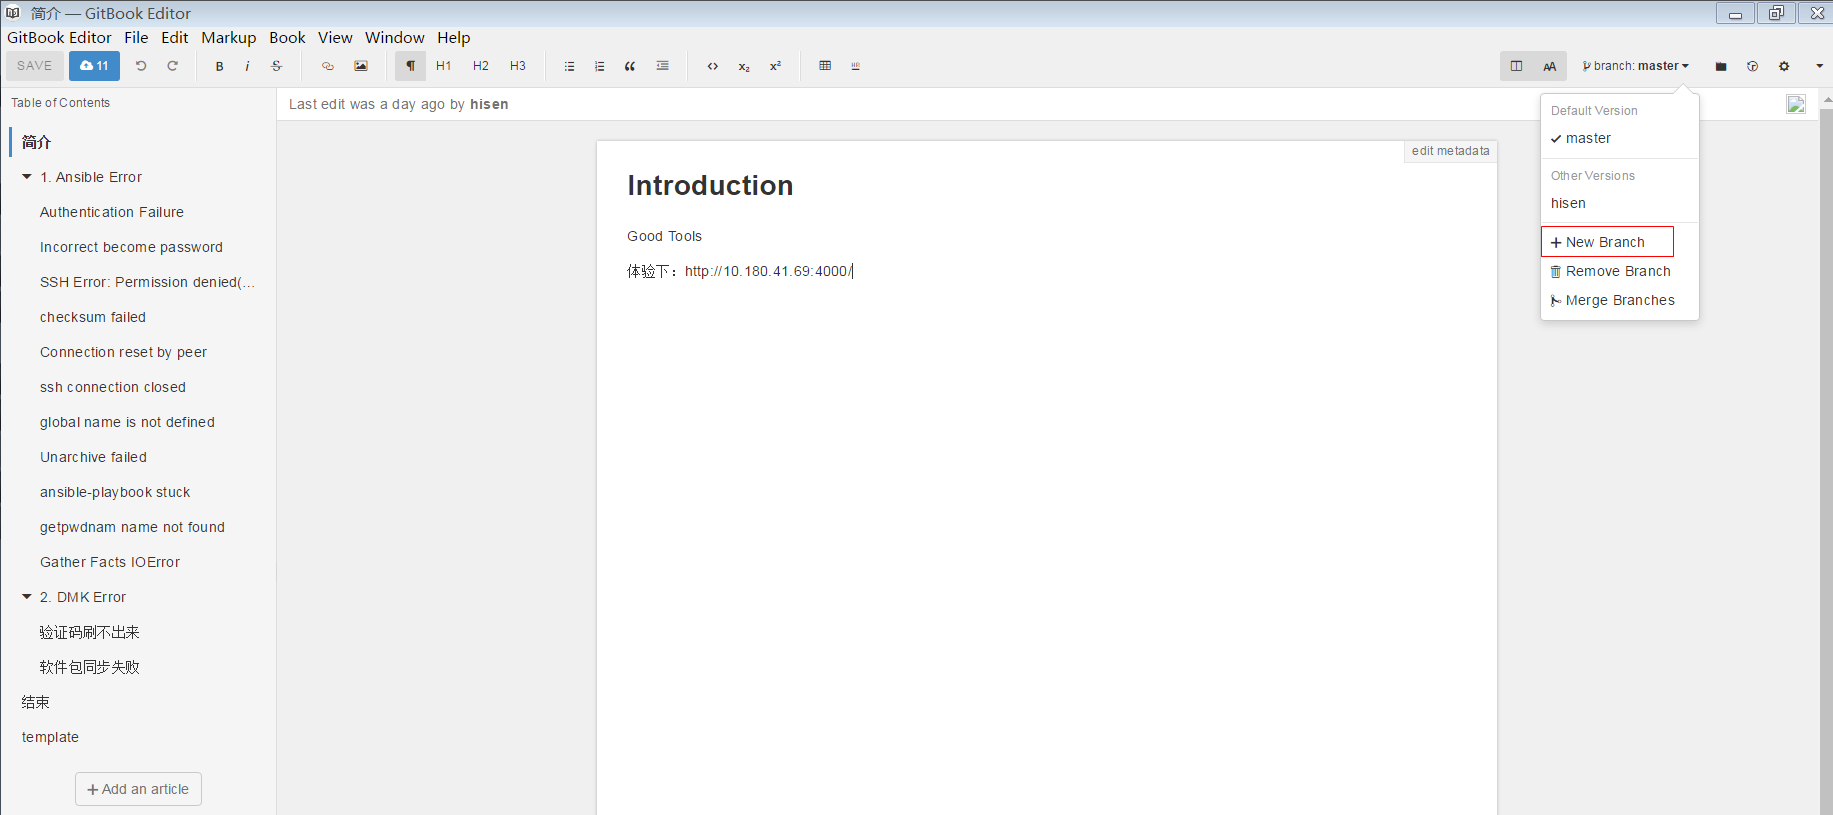 简介 — GitBook Editor
GitBook Editor File Edit Markup Book View Window Help
SAVE 11 B i S ¶ H1 H2 H3 x₂ x² AA branch: master
Table of Contents
Last edit was a day ago by hisen
简介
1. Ansible Error
Authentication Failure
Incorrect become password
SSH Error: Permission denied(...
checksum failed
Connection reset by peer
ssh connection closed
global name is not defined
Unarchive failed
ansible-playbook stuck
getpwdnam name not found
Gather Facts IOError
2. DMK Error
验证码刷不出来
软件包同步失败
结束
template
+ Add an article
edit metadata
Introduction
Good Tools
体验下：http://10.180.41.69:4000/
Default Version
master
Other Versions
hisen
New Branch
Remove Branch
Merge Branches